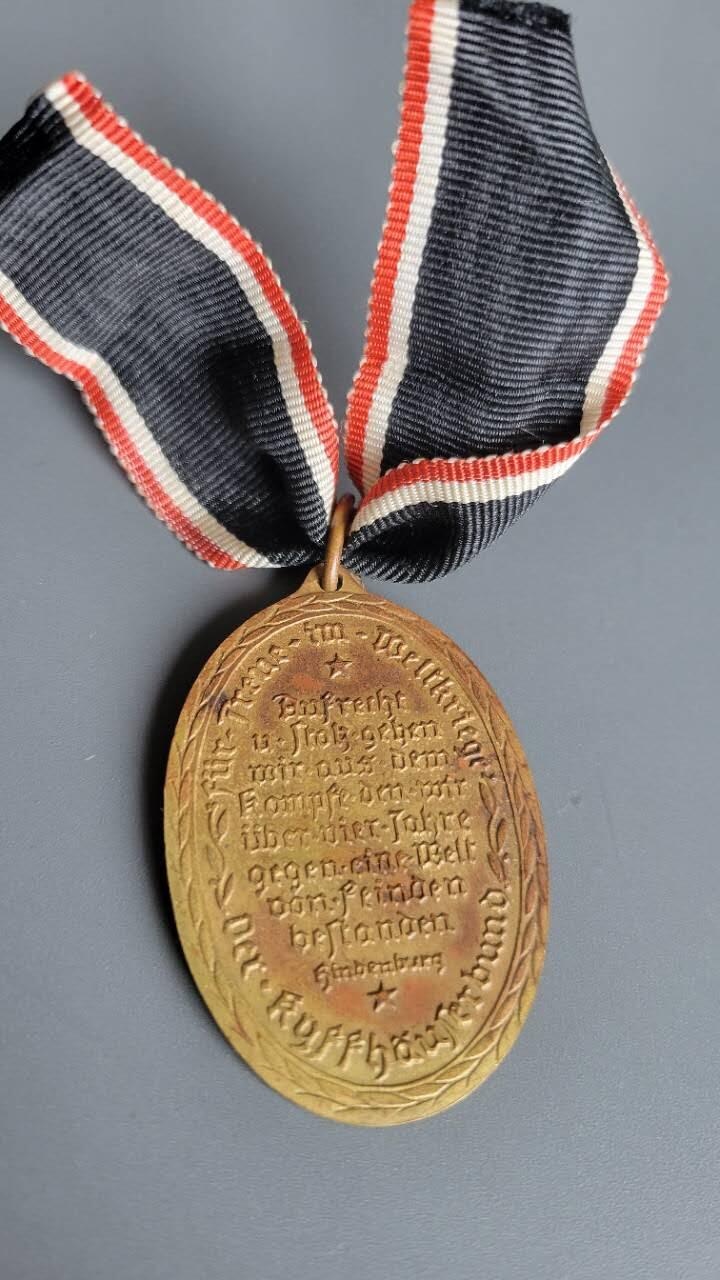 Für · Treue · im · Weltkriege ·
Aufrecht
u · stolz · gehen
wir · aus · dem ·
Kampfe · den · wir
über · vier · Jahre
gegen · eine · Welt
von · Feinden
bestanden
Hindenburg
Der · Kyffhäuserbund